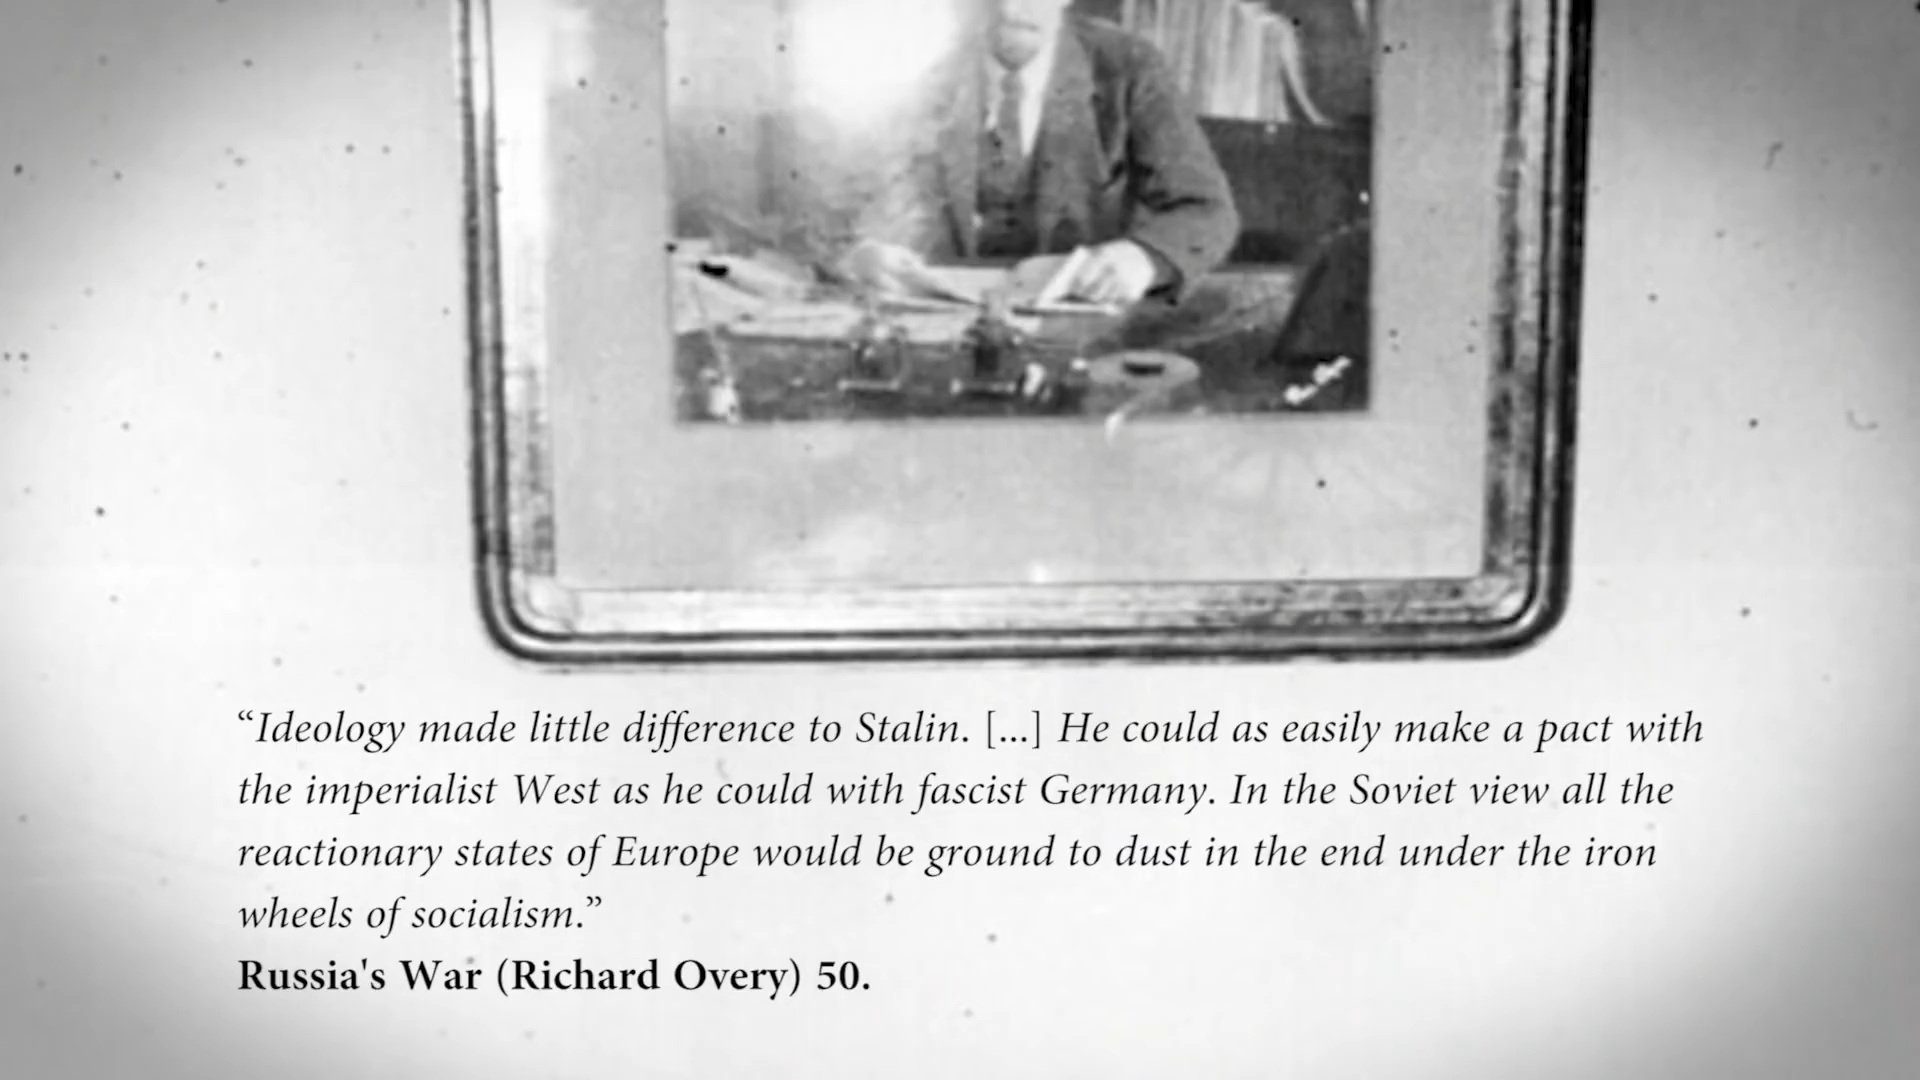 “Ideology made little difference to Stalin. [...] He could as easily make a pact with
the imperialist West as he could with fascist Germany. In the Soviet view all the
reactionary states of Europe would be ground to dust in the end under the iron
wheels of socialism.”
Russia's War (Richard Overy) 50.